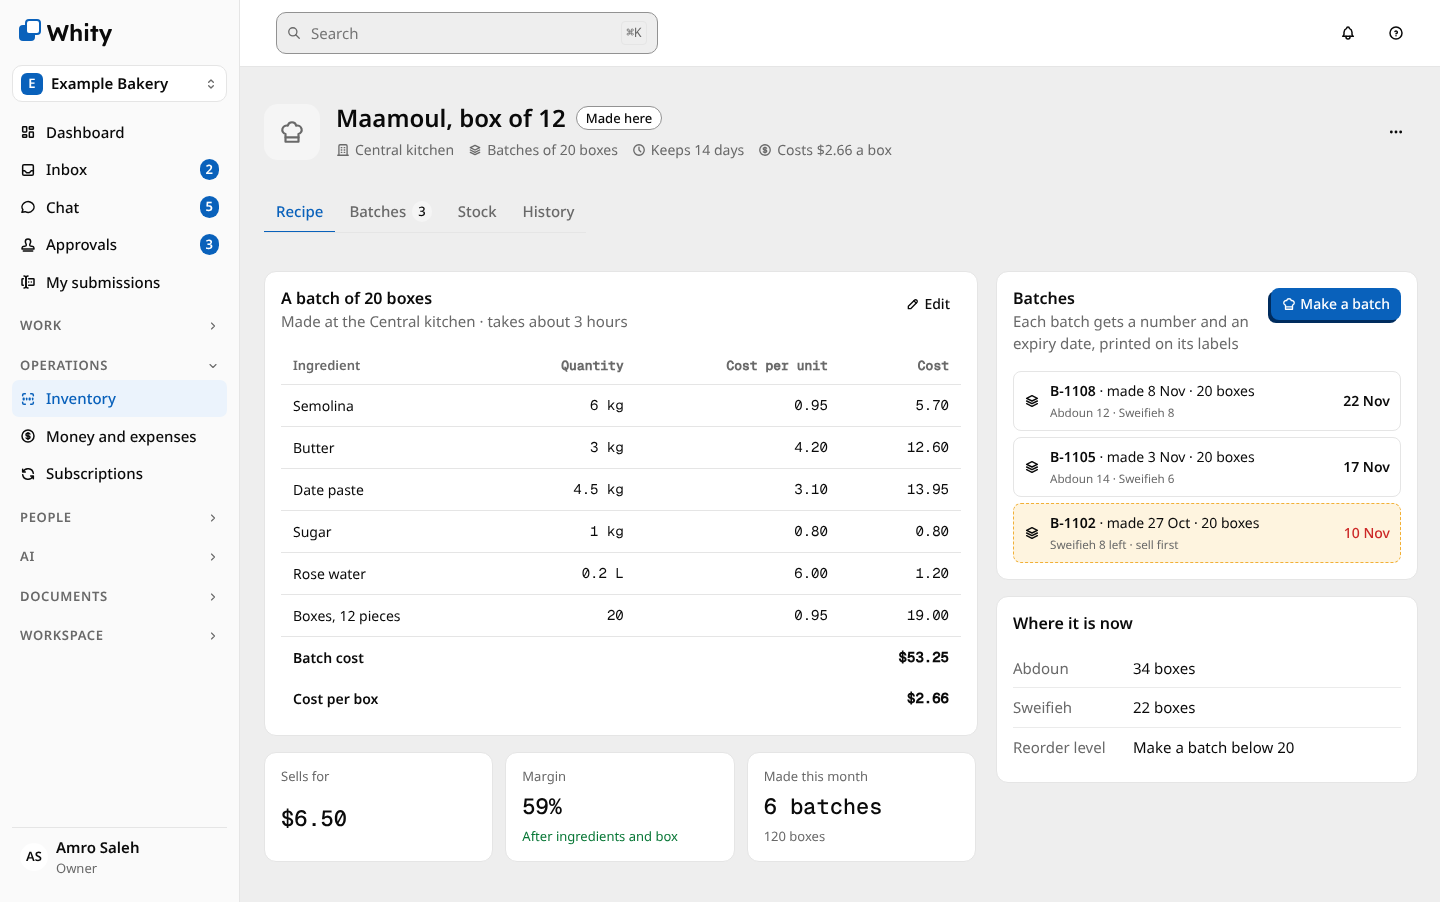 Whity
Search
⌘K
E Example Bakery
Dashboard
Inbox 2
Chat 5
Approvals 3
My submissions
WORK
OPERATIONS
Inventory
Money and expenses
Subscriptions
PEOPLE
AI
DOCUMENTS
WORKSPACE
AS Amro Saleh
Owner
Maamoul, box of 12 Made here
Central kitchen Batches of 20 boxes Keeps 14 days Costs $2.66 a box
Recipe Batches 3 Stock History
A batch of 20 boxes
Made at the Central kitchen · takes about 3 hours
Edit
Ingredient Quantity Cost per unit Cost
Semolina 6 kg 0.95 5.70
Butter 3 kg 4.20 12.60
Date paste 4.5 kg 3.10 13.95
Sugar 1 kg 0.80 0.80
Rose water 0.2 L 6.00 1.20
Boxes, 12 pieces 20 0.95 19.00
Batch cost $53.25
Cost per box $2.66
Sells for
$6.50
Margin
59%
After ingredients and box
Made this month
6 batches
120 boxes
Batches
Each batch gets a number and an
expiry date, printed on its labels
Make a batch
B-1108 · made 8 Nov · 20 boxes
Abdoun 12 · Sweifieh 8
22 Nov
B-1105 · made 3 Nov · 20 boxes
Abdoun 14 · Sweifieh 6
17 Nov
B-1102 · made 27 Oct · 20 boxes
Sweifieh 8 left · sell first
10 Nov
Where it is now
Abdoun 34 boxes
Sweifieh 22 boxes
Reorder level Make a batch below 20